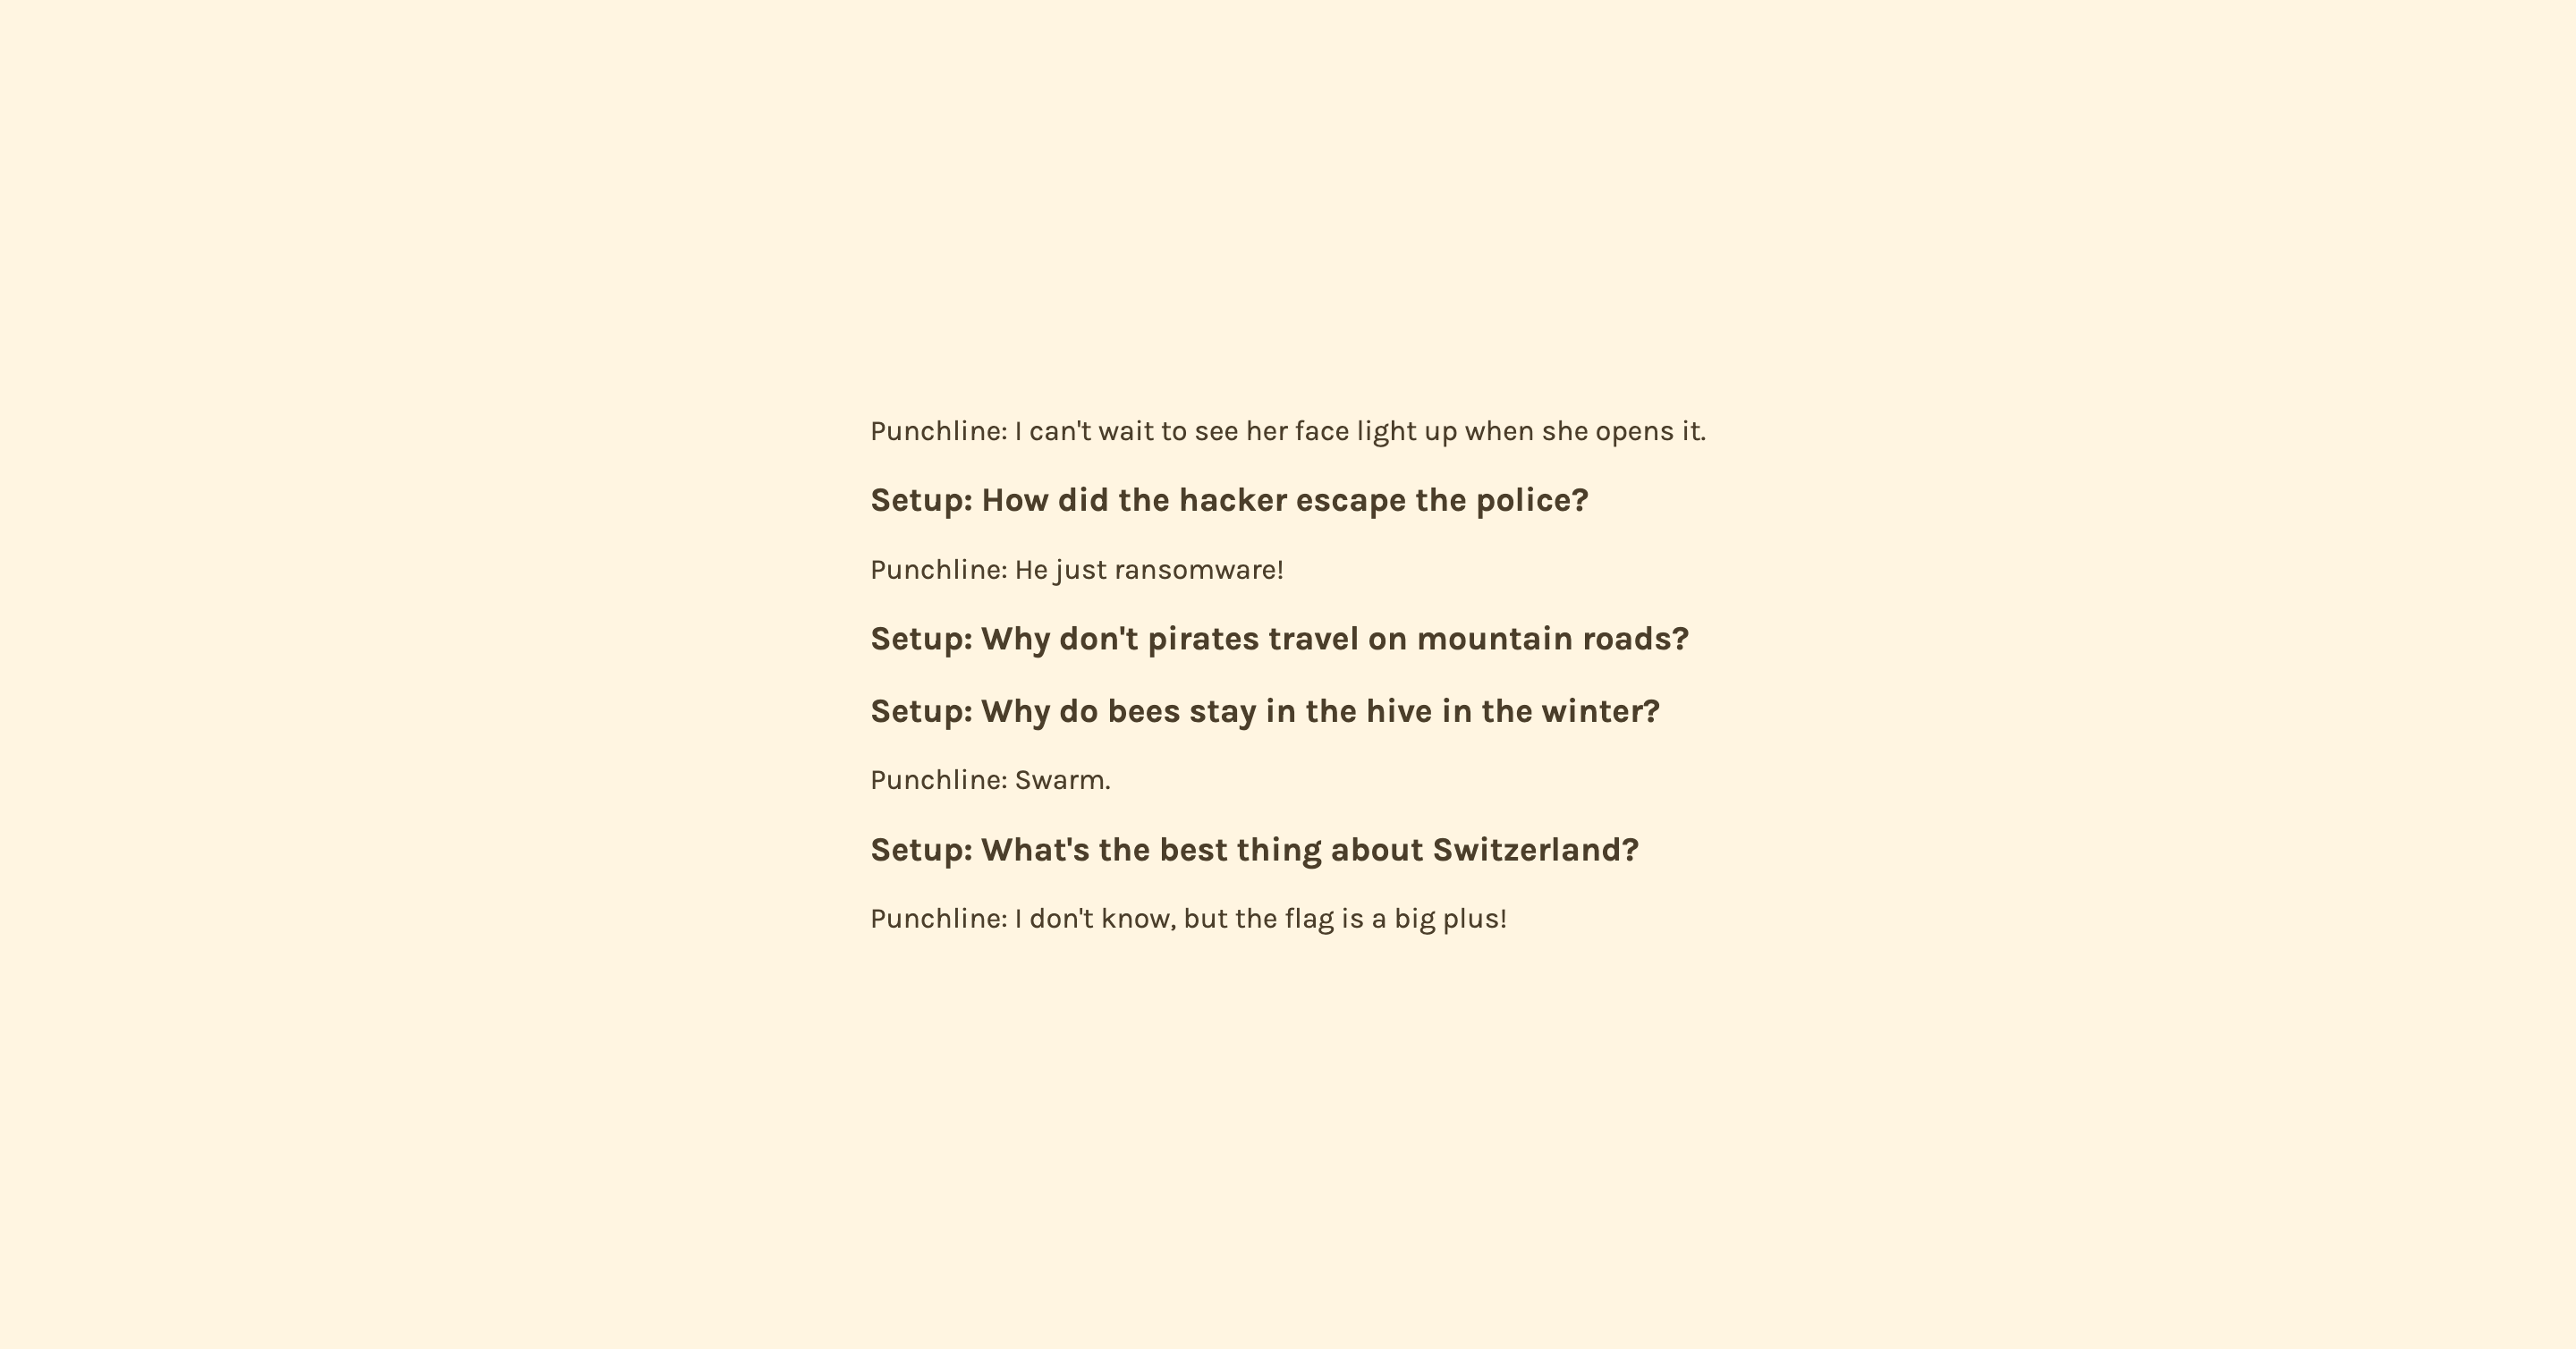 Punchline: I can't wait to see her face light up when she opens it.
Setup: How did the hacker escape the police?
Punchline: He just ransomware!
Setup: Why don't pirates travel on mountain roads?
Setup: Why do bees stay in the hive in the winter?
Punchline: Swarm.
Setup: What's the best thing about Switzerland?
Punchline: I don't know, but the flag is a big plus!